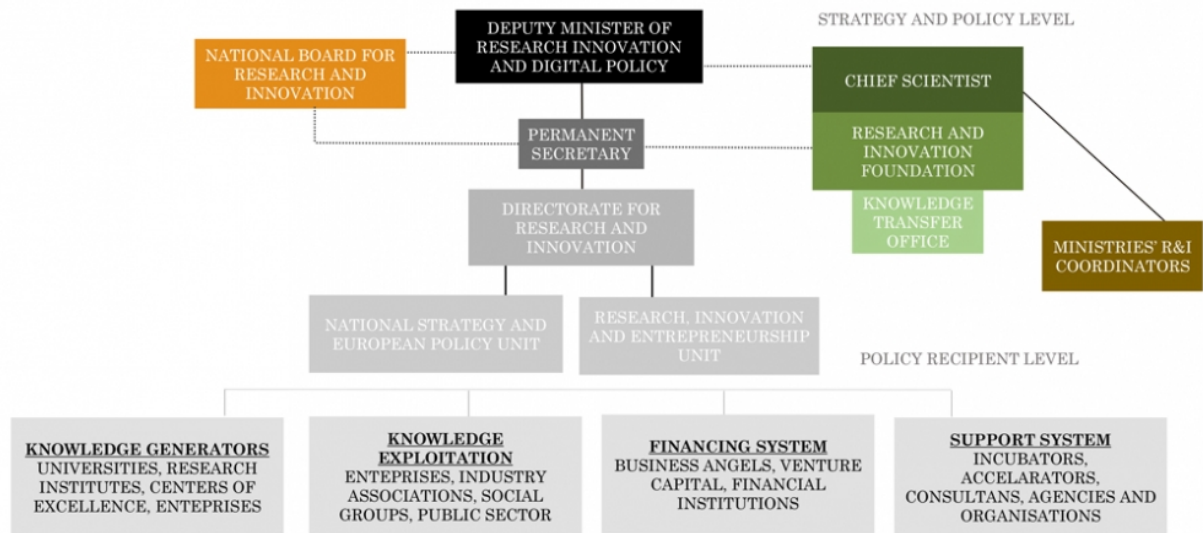 STRATEGY AND POLICY LEVEL
DEPUTY MINISTER OF
RESEARCH INNOVATION
AND DIGITAL POLICY
NATIONAL BOARD FOR
RESEARCH AND
INNOVATION
CHIEF SCIENTIST
PERMANENT
SECRETARY
RESEARCH AND
INNOVATION
FOUNDATION
DIRECTORATE FOR
RESEARCH AND
INNOVATION
KNOWLEDGE
TRANSFER
OFFICE
MINISTRIES' R&I
COORDINATORS
NATIONAL STRATEGY AND
EUROPEAN POLICY UNIT
RESEARCH, INNOVATION
AND ENTREPRENEURSHIP
UNIT
POLICY RECIPIENT LEVEL
KNOWLEDGE GENERATORS
UNIVERSITIES, RESEARCH
INSTITUTES, CENTERS OF
EXCELLENCE, ENTEPRISES
KNOWLEDGE
EXPLOITATION
ENTEPRISES, INDUSTRY
ASSOCIATIONS, SOCIAL
GROUPS, PUBLIC SECTOR
FINANCING SYSTEM
BUSINESS ANGELS, VENTURE
CAPITAL, FINANCIAL
INSTITUTIONS
SUPPORT SYSTEM
INCUBATORS,
ACCELARATORS,
CONSULTANS, AGENCIES AND
ORGANISATIONS